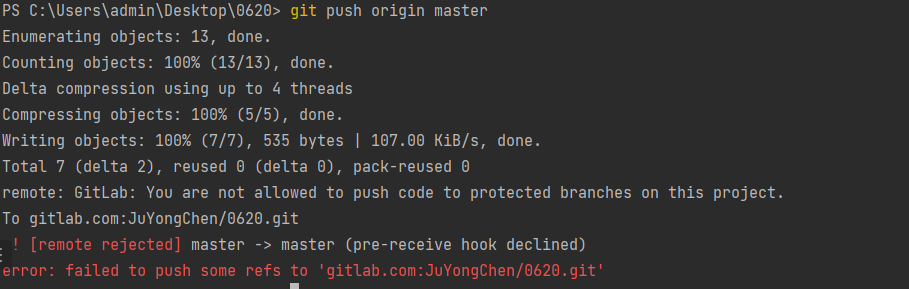 PS C:\Users\admin\Desktop\0620> git push origin master
Enumerating objects: 13, done.
Counting objects: 100% (13/13), done.
Delta compression using up to 4 threads
Compressing objects: 100% (5/5), done.
Writing objects: 100% (7/7), 535 bytes | 107.00 KiB/s, done.
Total 7 (delta 2), reused 0 (delta 0), pack-reused 0
remote: GitLab: You are not allowed to push code to protected branches on this project.
To gitlab.com:JuYongChen/0620.git
! [remote rejected] master -> master (pre-receive hook declined)
error: failed to push some refs to 'gitlab.com:JuYongChen/0620.git'